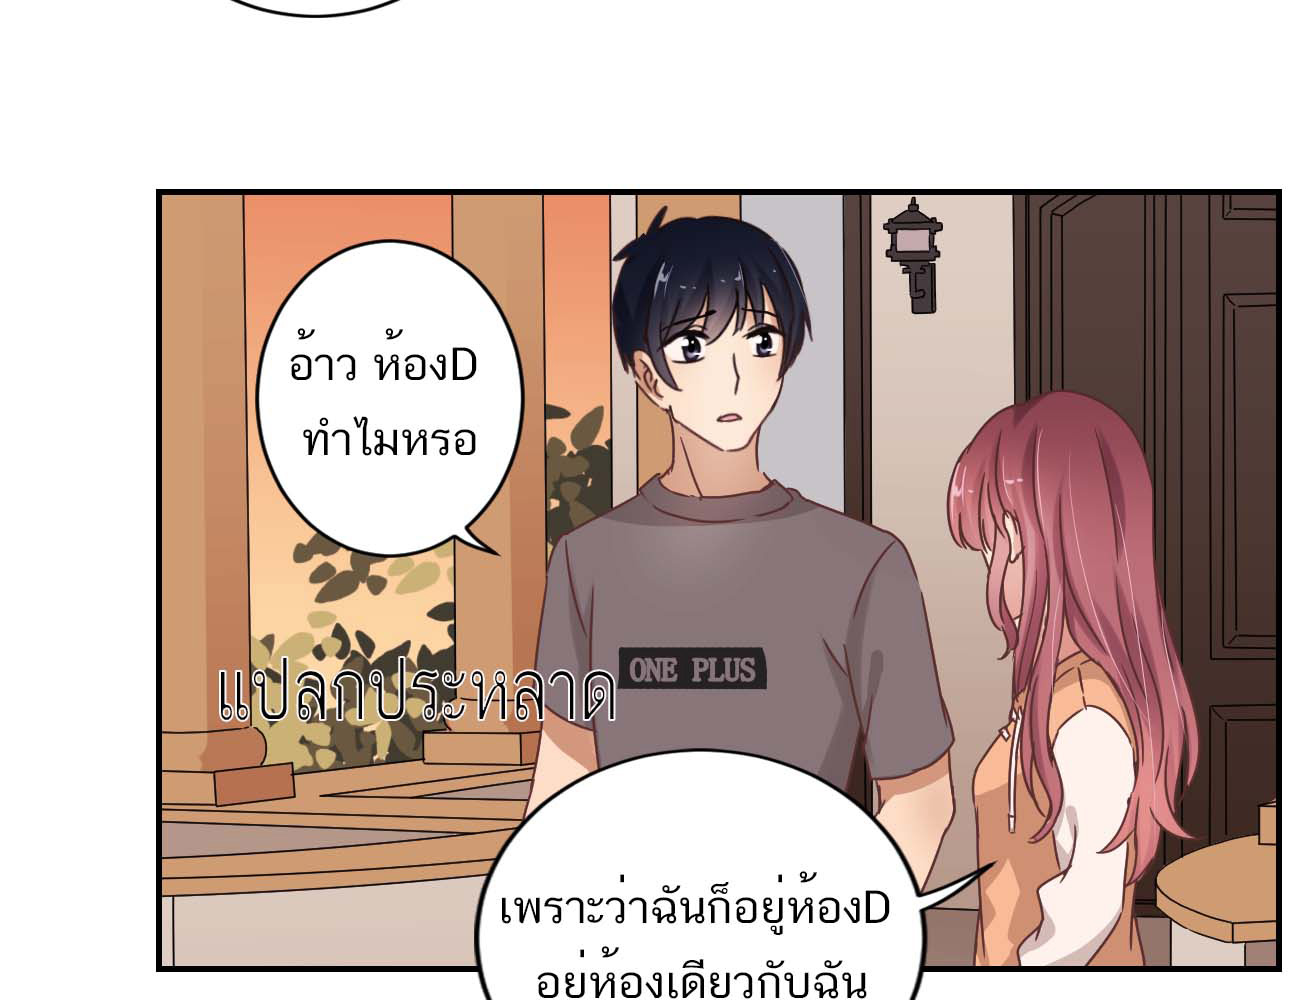 อ้าว ห้องD
ทำไมหรอ
แปลกประหลาด
ONE PLUS
เพราะว่าฉันก็อยู่ห้องD
อยู่ห้องเดียวกับฉัน